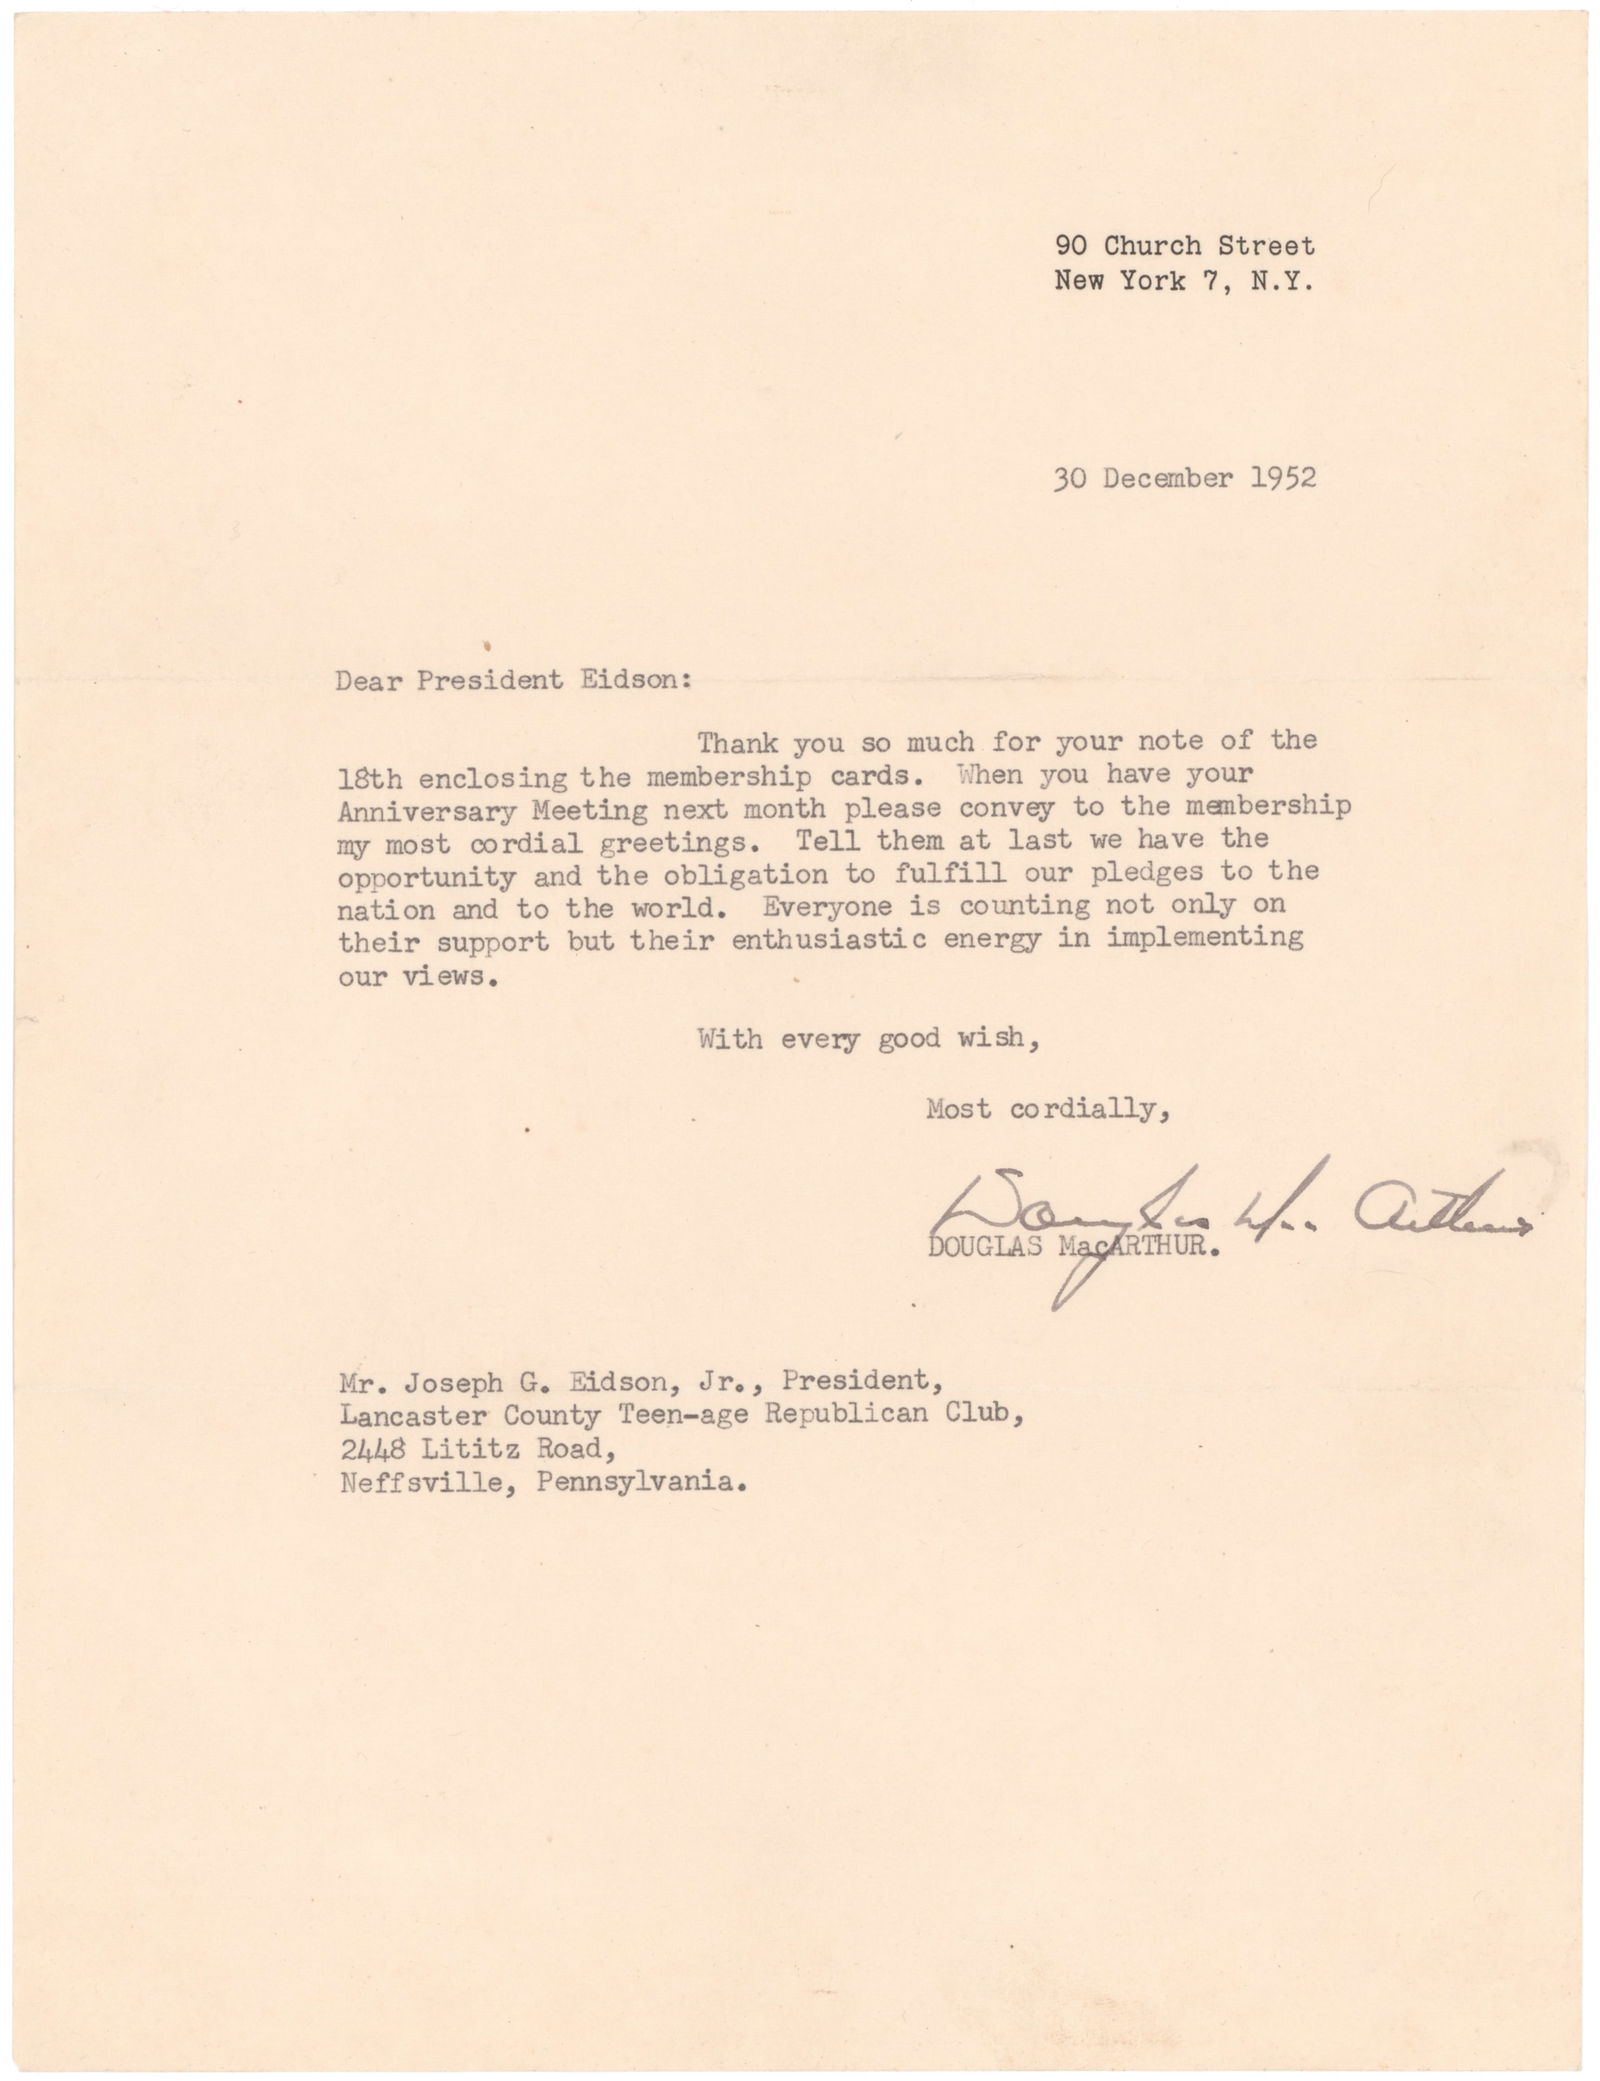 90 Church Street
New York 7, N.Y.
30 December 1952
Dear President Eidson:
Thank you so much for your note of the
18th enclosing the membership cards. When you have your
Anniversary Meeting next month please convey to the membership
my most cordial greetings. Tell them at last we have the
opportunity and the obligation to fulfill our pledges to the
nation and to the world. Everyone is counting not only on
their support but their enthusiastic energy in implementing
our views.
With every good wish,
Most cordially,
Douglas MacArthur
DOUGLAS MacARTHUR.
Mr. Joseph G. Eidson, Jr., President,
Lancaster County Teen-age Republican Club,
2448 Lititz Road,
Neffsville, Pennsylvania.